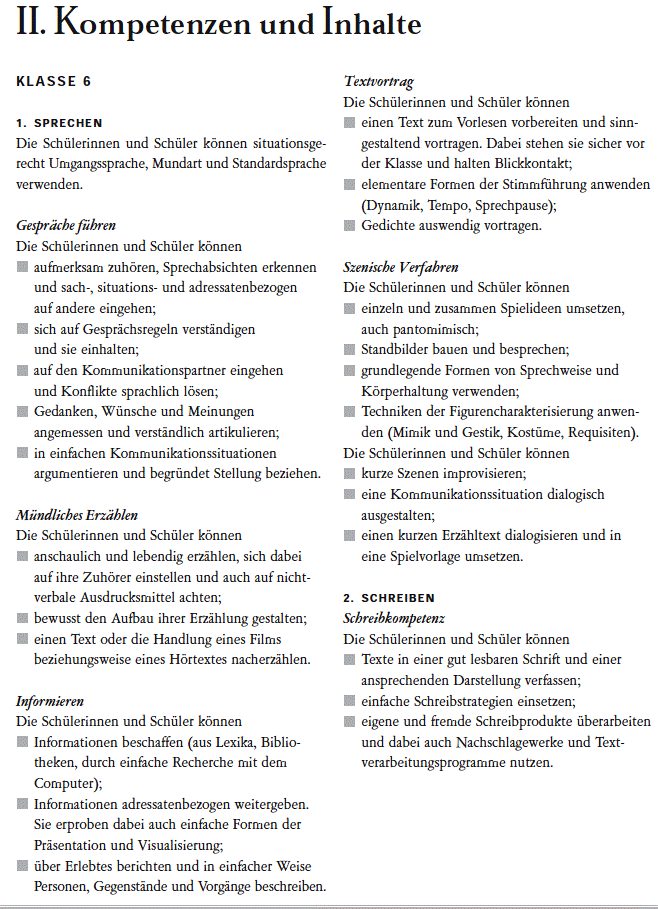 II. Kompetenzen und Inhalte
KLASSE 6
1. SPRECHEN
Die Schülerinnen und Schüler können situationsge-
recht Umgangssprache, Mundart und Standardsprache
verwenden.
Gespräche führen
Die Schülerinnen und Schüler können
aufmerksam zuhören, Sprechabsichten erkennen
und sach-, situations- und adressatenbezogen
auf andere eingehen;
sich auf Gesprächsregeln verständigen
und sie einhalten;
auf den Kommunikationspartner eingehen
und Konflikte sprachlich lösen;
Gedanken, Wünsche und Meinungen
angemessen und verständlich artikulieren;
in einfachen Kommunikationssituationen
argumentieren und begründet Stellung beziehen.
Mündliches Erzählen
Die Schülerinnen und Schüler können
anschaulich und lebendig erzählen, sich dabei
auf ihre Zuhörer einstellen und auch auf nicht-
verbale Ausdrucksmittel achten;
bewusst den Aufbau ihrer Erzählung gestalten;
einen Text oder die Handlung eines Films
beziehungsweise eines Hörtextes nacherzählen.
Informieren
Die Schülerinnen und Schüler können
Informationen beschaffen (aus Lexika, Biblio-
theken, durch einfache Recherche mit dem
Computer);
Informationen adressatenbezogen weitergeben.
Sie erproben dabei auch einfache Formen der
Präsentation und Visualisierung;
über Erlebtes berichten und in einfacher Weise
Personen, Gegenstände und Vorgänge beschreiben.
Textvortrag
Die Schülerinnen und Schüler können
einen Text zum Vorlesen vorbereiten und sinn-
gestaltend vortragen. Dabei stehen sie sicher vor
der Klasse und halten Blickkontakt;
elementare Formen der Stimmführung anwenden
(Dynamik, Tempo, Sprechpause);
Gedichte auswendig vortragen.
Szenische Verfahren
Die Schülerinnen und Schüler können
einzeln und zusammen Spielideen umsetzen,
auch pantomimisch;
Standbilder bauen und besprechen;
grundlegende Formen von Sprechweise und
Körperhaltung verwenden;
Techniken der Figurencharakterisierung anwen-
den (Mimik und Gestik, Kostüme, Requisiten).
Die Schülerinnen und Schüler können
kurze Szenen improvisieren;
eine Kommunikationssituation dialogisch
ausgestalten;
einen kurzen Erzähltext dialogisieren und in
eine Spielvorlage umsetzen.
2. SCHREIBEN
Schreibkompetenz
Die Schülerinnen und Schüler können
Texte in einer gut lesbaren Schrift und einer
ansprechenden Darstellung verfassen;
einfache Schreibstrategien einsetzen;
eigene und fremde Schreibprodukte überarbeiten
und dabei auch Nachschlagewerke und Text-
verarbeitungsprogramme nutzen.